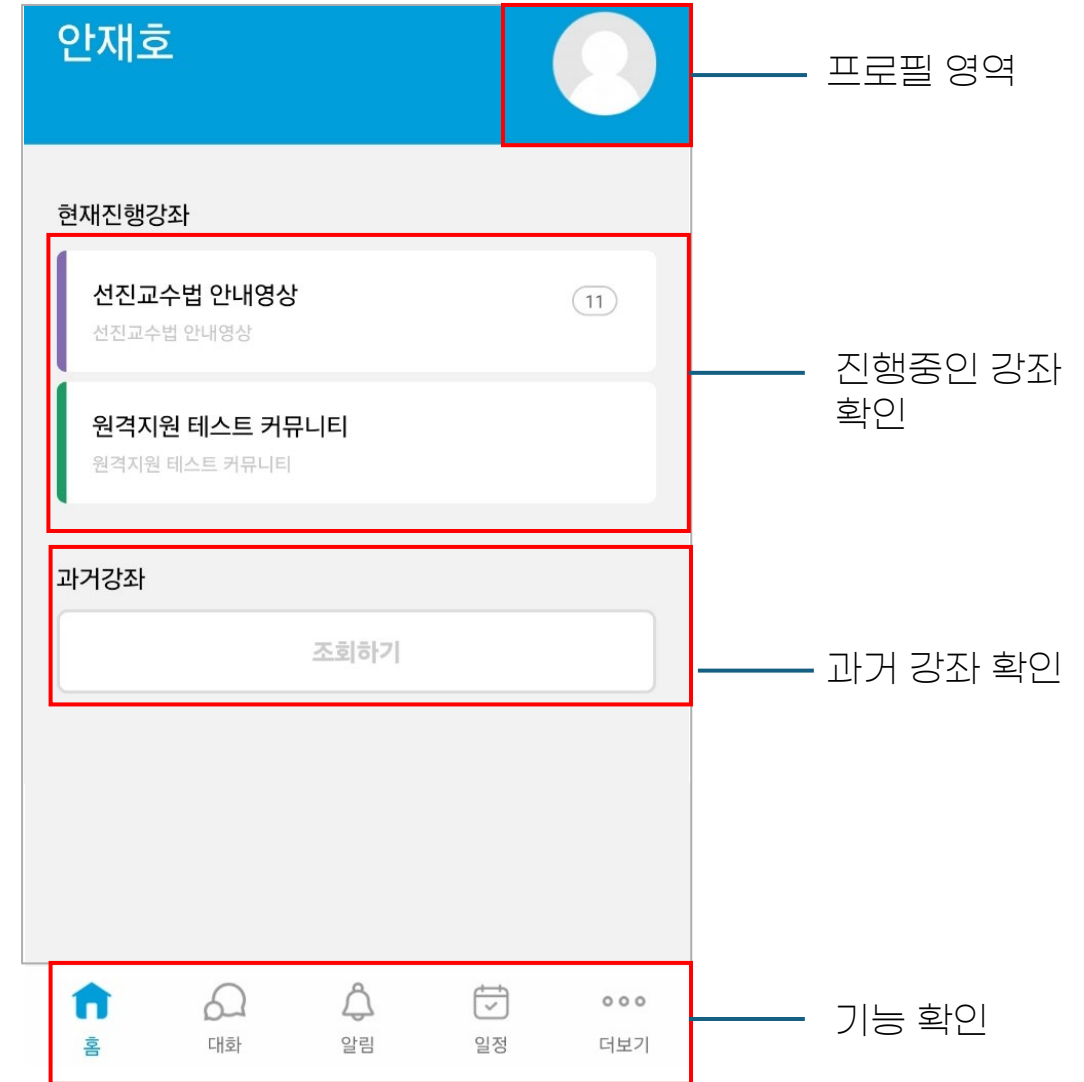 안재호
프로필 영역
현재진행강좌
선진교수법 안내영상
11
선진교수법 안내영상
진행중인 강좌
확인
원격지원 테스트 커뮤니티
원격지원 테스트 커뮤니티
과거강좌
조회하기
과거 강좌 확인
홈
대화
알림
일정
더보기
기능 확인